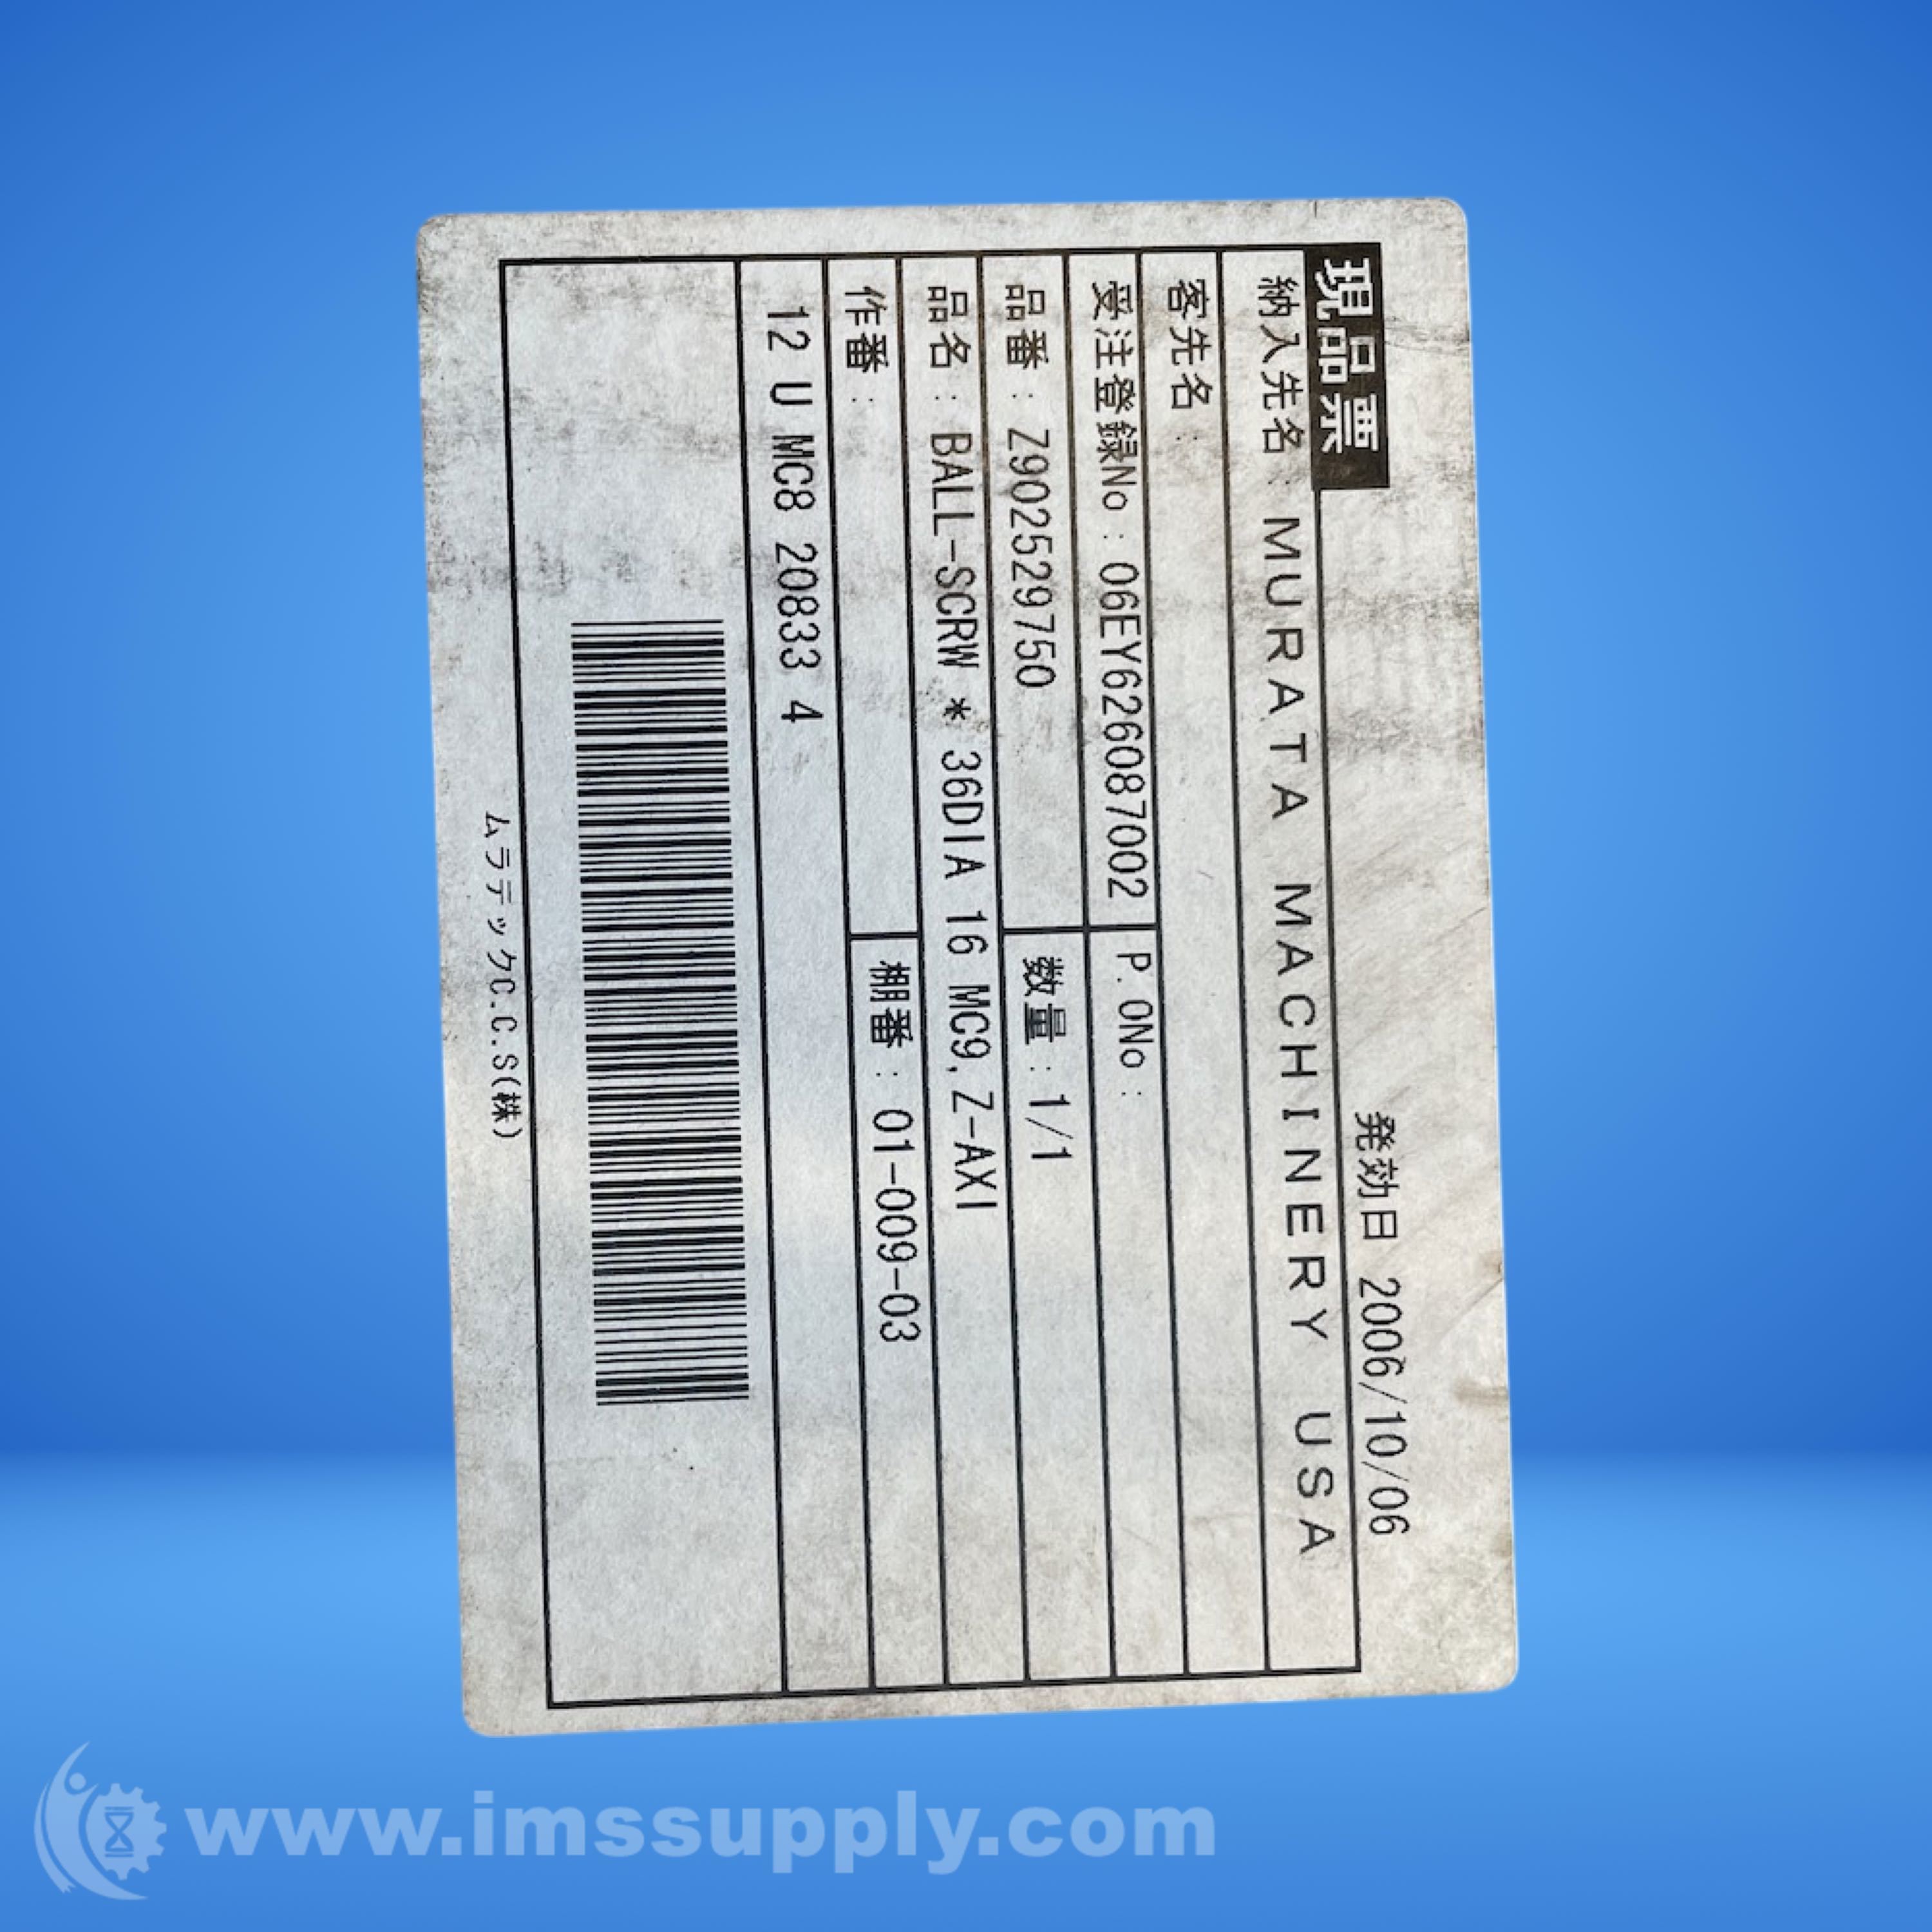 現品票
発効日 2006/10/06
納入先名: MURATA MACHINERY USA
客先名:
受注登録No: 06EY626087002 P.ONo:
品番: Z902529750 数量: 1/1
品名: BALL-SCRW * 36DIA 16 MC9,Z-AXI
作番: 棚番: 01-009-03
12 U MC8 20833 4
ムラテックC.C.S(株)
www.imssupply.com